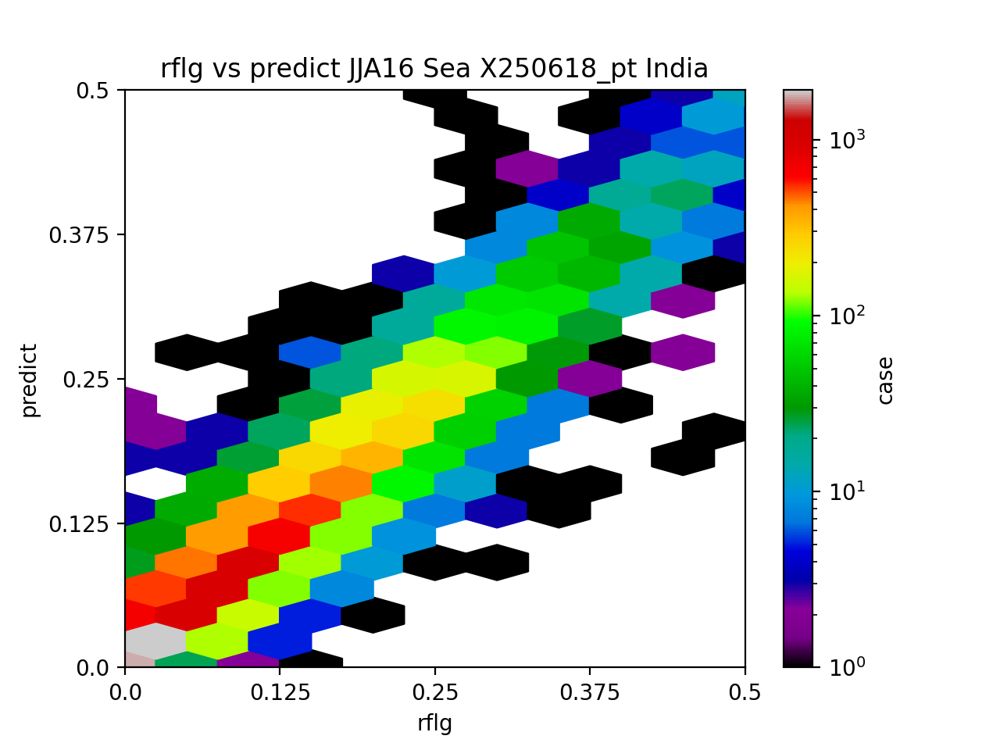 rflg vs predict JJA16 Sea X250618_pt India
0.5
0.375
0.25
0.125
0.0
predict
0.0 0.125 0.25 0.375 0.5
rflg
10³
10²
10¹
10⁰
case